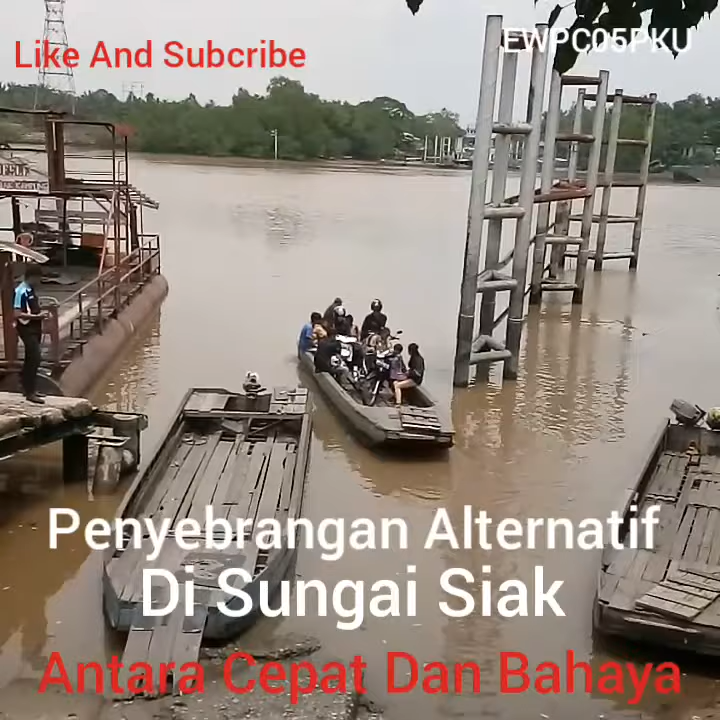 EWPC05PKU
Like And Subcribe
Penyebrangan Alternatif
Di Sungai Siak
Antara Cepat Dan Bahaya